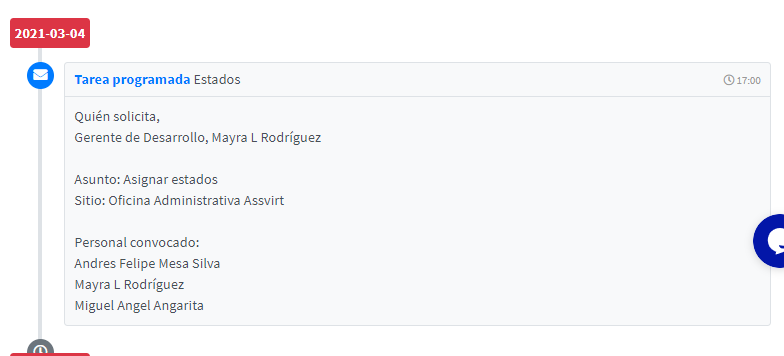 2021-03-04
Tarea programada Estados
17:00
Quién solicita,
Gerente de Desarrollo, Mayra L Rodríguez
Asunto: Asignar estados
Sitio: Oficina Administrativa Assvirt
Personal convocado:
Andres Felipe Mesa Silva
Mayra L Rodríguez
Miguel Angel Angarita